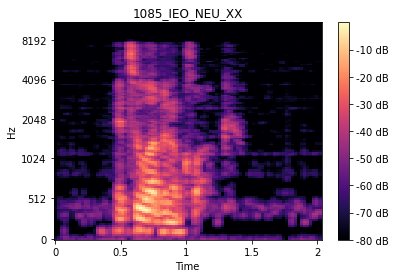 1085_IEO_NEU_XX
8192
4096
2048
1024
512
0
Hz
0
0.5
1
1.5
2
Time
-10 dB
-20 dB
-30 dB
-40 dB
-50 dB
-60 dB
-70 dB
-80 dB